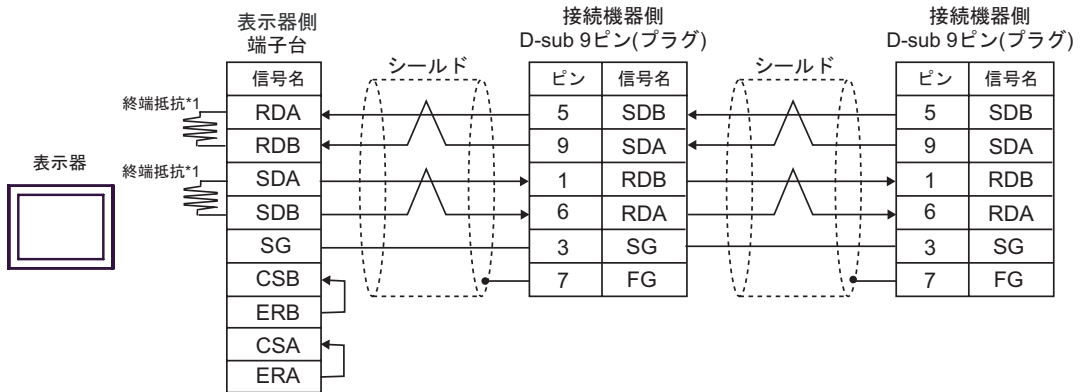 表示器側
端子台
接続機器側
D-sub 9ピン(プラグ)
接続機器側
D-sub 9ピン(プラグ)
シールド
シールド
信号名
ピン 信号名
ピン 信号名
終端抵抗*1
RDA
5 SDB
5 SDB
RDB
9 SDA
9 SDA
表示器
終端抵抗*1
SDA
1 RDB
1 RDB
SDB
6 RDA
6 RDA
SG
3 SG
3 SG
CSB
7 FG
7 FG
ERB
CSA
ERA